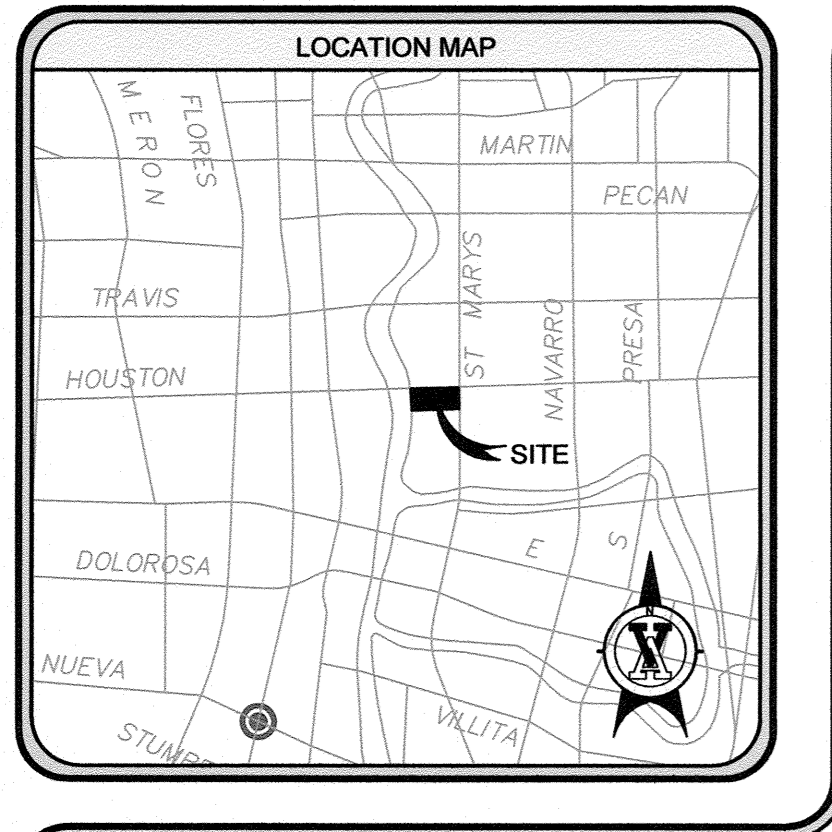 LOCATION MAP
MERON
FLORES
MARTIN
PECAN
ST MARYS
TRAVIS
NAVARRO
PRESA
HOUSTON
SITE
E
S
DOLOROSA
N
NUEVA
VILLITA